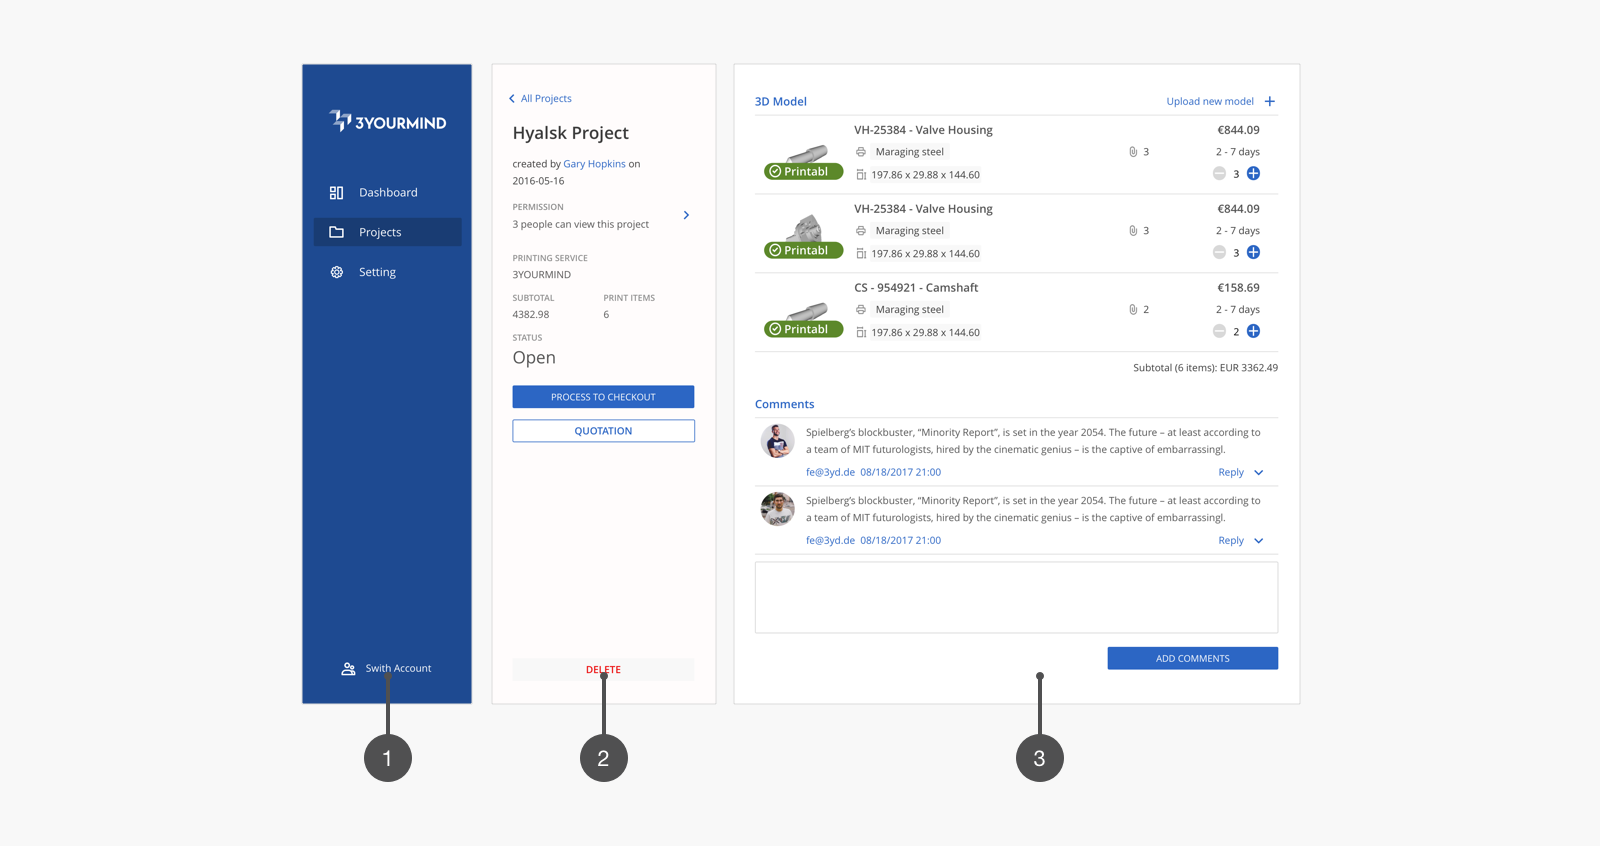 3YOURMIND
Dashboard
Projects
Setting
Swith Account
All Projects
Hyalsk Project
created by Gary Hopkins on
2016-05-16
PERMISSION
3 people can view this project
PRINTING SERVICE
3YOURMIND
SUBTOTAL PRINT ITEMS
4382.98 6
STATUS
Open
PROCESS TO CHECKOUT
QUOTATION
DELETE
3D Model Upload new model
VH-25384 - Valve Housing €844.09
Maraging steel 3 2 - 7 days
Printabl
197.86 x 29.88 x 144.60 3
VH-25384 - Valve Housing €844.09
Maraging steel 3 2 - 7 days
Printabl
197.86 x 29.88 x 144.60 3
CS - 954921 - Camshaft €158.69
Maraging steel 2 2 - 7 days
Printabl
197.86 x 29.88 x 144.60 2
Subtotal (6 items): EUR 3362.49
Comments
Spielberg’s blockbuster, “Minority Report”, is set in the year 2054. The future – at least according to
a team of MIT futurologists, hired by the cinematic genius – is the captive of embarrassingl.
fe@3yd.de 08/18/2017 21:00 Reply
Spielberg’s blockbuster, “Minority Report”, is set in the year 2054. The future – at least according to
a team of MIT futurologists, hired by the cinematic genius – is the captive of embarrassingl.
fe@3yd.de 08/18/2017 21:00 Reply
ADD COMMENTS
1
2
3